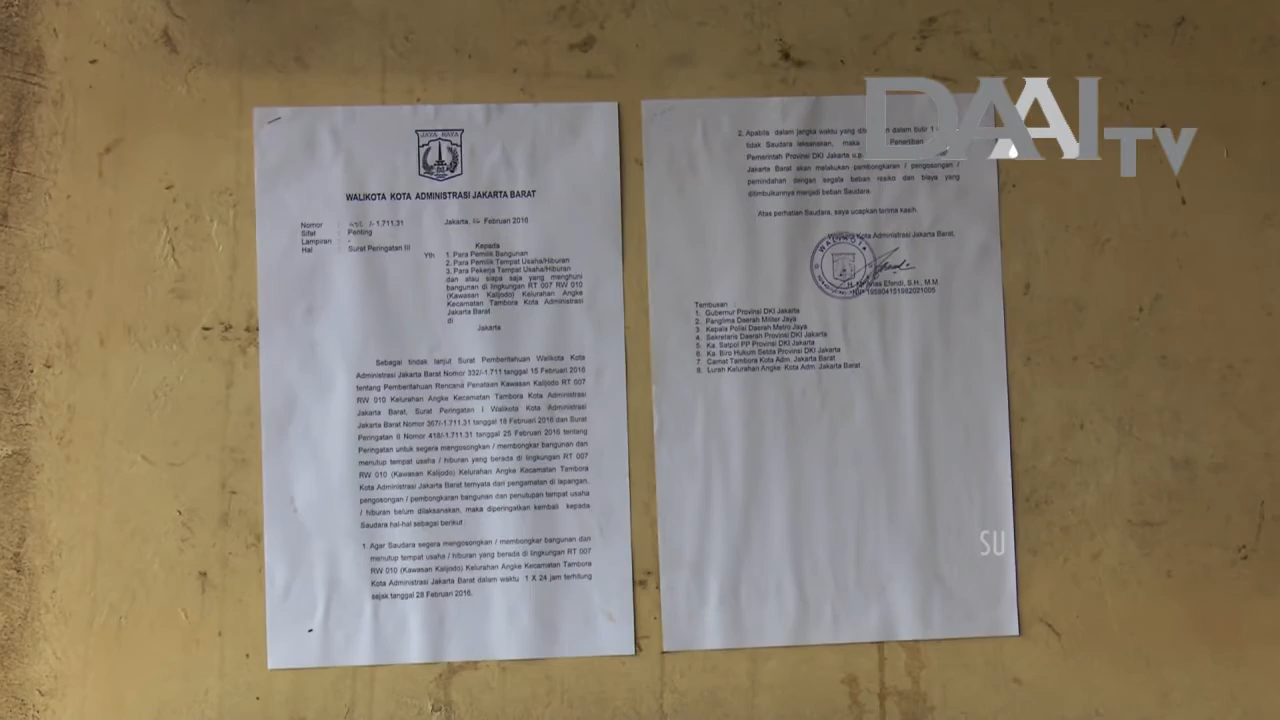 DAAI TV
JAYA RAYA
WALIKOTA KOTA ADMINISTRASI JAKARTA BARAT
Nomor : /-1.711.31
Sifat : Penting
Lampiran : -
Hal : Surat Peringatan III
Jakarta, Februari 2016
Kepada
Yth 1. Para Pemilik Bangunan
2. Para Pemilik Tempat Usaha/Hiburan
3. Para Pekerja Tempat Usaha/Hiburan
dan atau siapa saja yang menghuni
bangunan di lingkungan RT 007 RW 010
(Kawasan Kalijodo) Kelurahan Angke
Kecamatan Tambora Kota Administrasi
Jakarta Barat
di
Jakarta
Sebagai tindak lanjut Surat Pemberitahuan Walikota Kota
Administrasi Jakarta Barat Nomor 332/-1.711 tanggal 15 Februari 2016
tentang Pemberitahuan Rencana Penataan Kawasan Kalijodo RT 007
RW 010 Kelurahan Angke Kecamatan Tambora Kota Administrasi
Jakarta Barat, Surat Peringatan I Walikota Kota Administrasi
Jakarta Barat Nomor 367/-1.711.31 tanggal 18 Februari 2016 dan Surat
Peringatan II Nomor 418/-1.711.31 tanggal 25 Februari 2016 tentang
Peringatan untuk segera mengosongkan / membongkar bangunan dan
menutup tempat usaha / hiburan yang berada di lingkungan RT 007
RW 010 (Kawasan Kalijodo) Kelurahan Angke Kecamatan Tambora
Kota Administrasi Jakarta Barat ternyata dari pengamatan di lapangan,
pengosongan / pembongkaran bangunan dan penutupan tempat usaha
/ hiburan belum dilaksanakan, maka diperingatkan kembali kepada
Saudara hal-hal sebagai berikut :
1. Agar Saudara segera mengosongkan / membongkar bangunan dan
menutup tempat usaha / hiburan yang berada di lingkungan RT 007
RW 010 (Kawasan Kalijodo) Kelurahan Angke Kecamatan Tambora
Kota Administrasi Jakarta Barat dalam waktu 1 X 24 jam terhitung
sejak tanggal 28 Februari 2016.
2. Apabila dalam jangka waktu yang dalam butir 1
tidak Saudara laksanakan, maka Penertiban
Pemerintah Provinsi DKI Jakarta u.p.
Jakarta Barat akan melakukan pembongkaran / pengosongan /
pemindahan dengan segala beban resiko dan biaya yang
ditimbulkannya menjadi beban Saudara.
Atas perhatian Saudara, saya ucapkan terima kasih.
Walikota Kota Administrasi Jakarta Barat,
WALIKOTA
Anas Efendi, S.H., M.M.
NIP 195904151982021005
Tembusan :
1. Gubernur Provinsi DKI Jakarta
2. Panglima Daerah Militer Jaya
3. Kepala Polisi Daerah Metro Jaya
4. Sekretaris Daerah Provinsi DKI Jakarta
5. Ka. Satpol PP Provinsi DKI Jakarta
6. Ka. Biro Hukum Setda Provinsi DKI Jakarta
7. Camat Tambora Kota Adm. Jakarta Barat
8. Lurah Kelurahan Angke Kota Adm. Jakarta Barat
SU